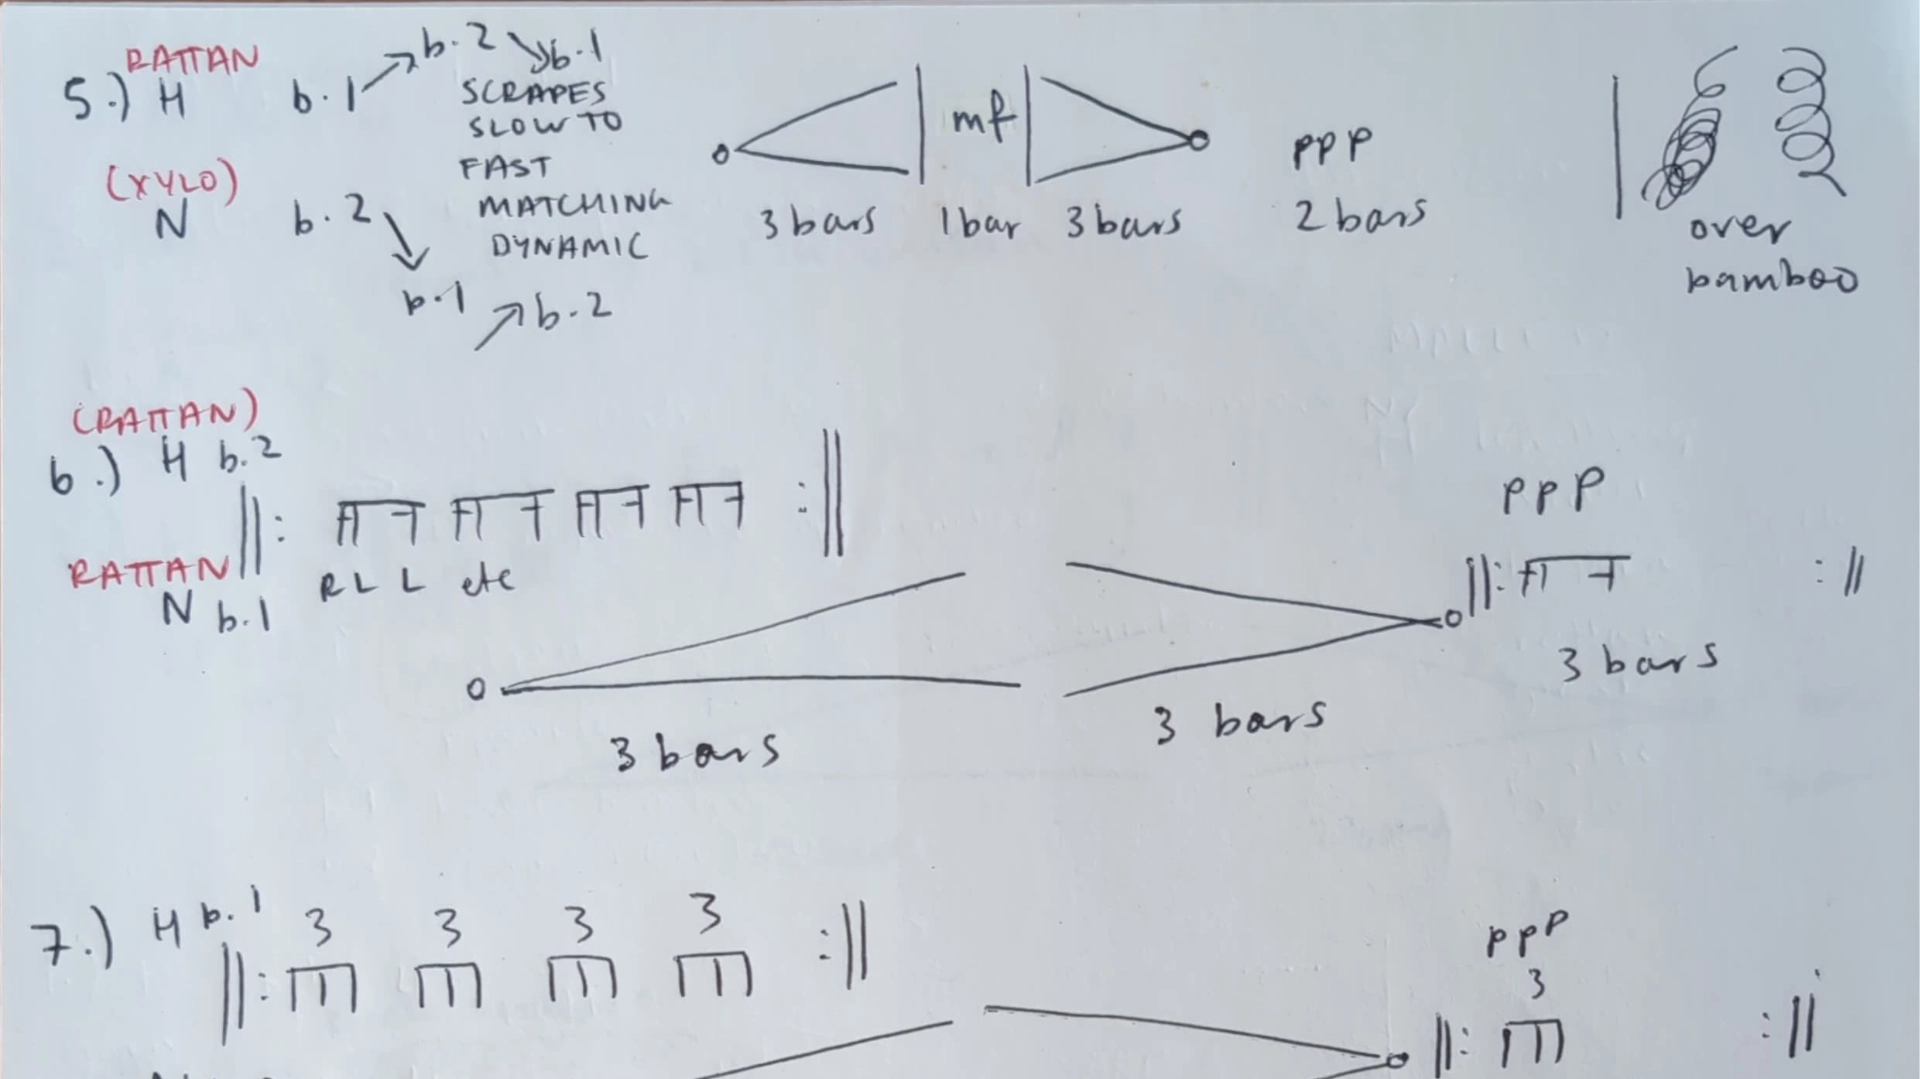 RATTAN
5.) H b.1 b.2 b.1
SCRAPES
SLOW TO
FAST
MATCHING
DYNAMIC
(XYLO)
N b.2
b.1 b.2
mf
ppp
3 bars 1 bar 3 bars 2 bars
over
bamboo
(RATTAN)
6.) H b.2
RATTAN
N b.1
R L L etc
ppp
3 bars
3 bars
3 bars
7.) H b.1 3 3 3 3
ppp
3